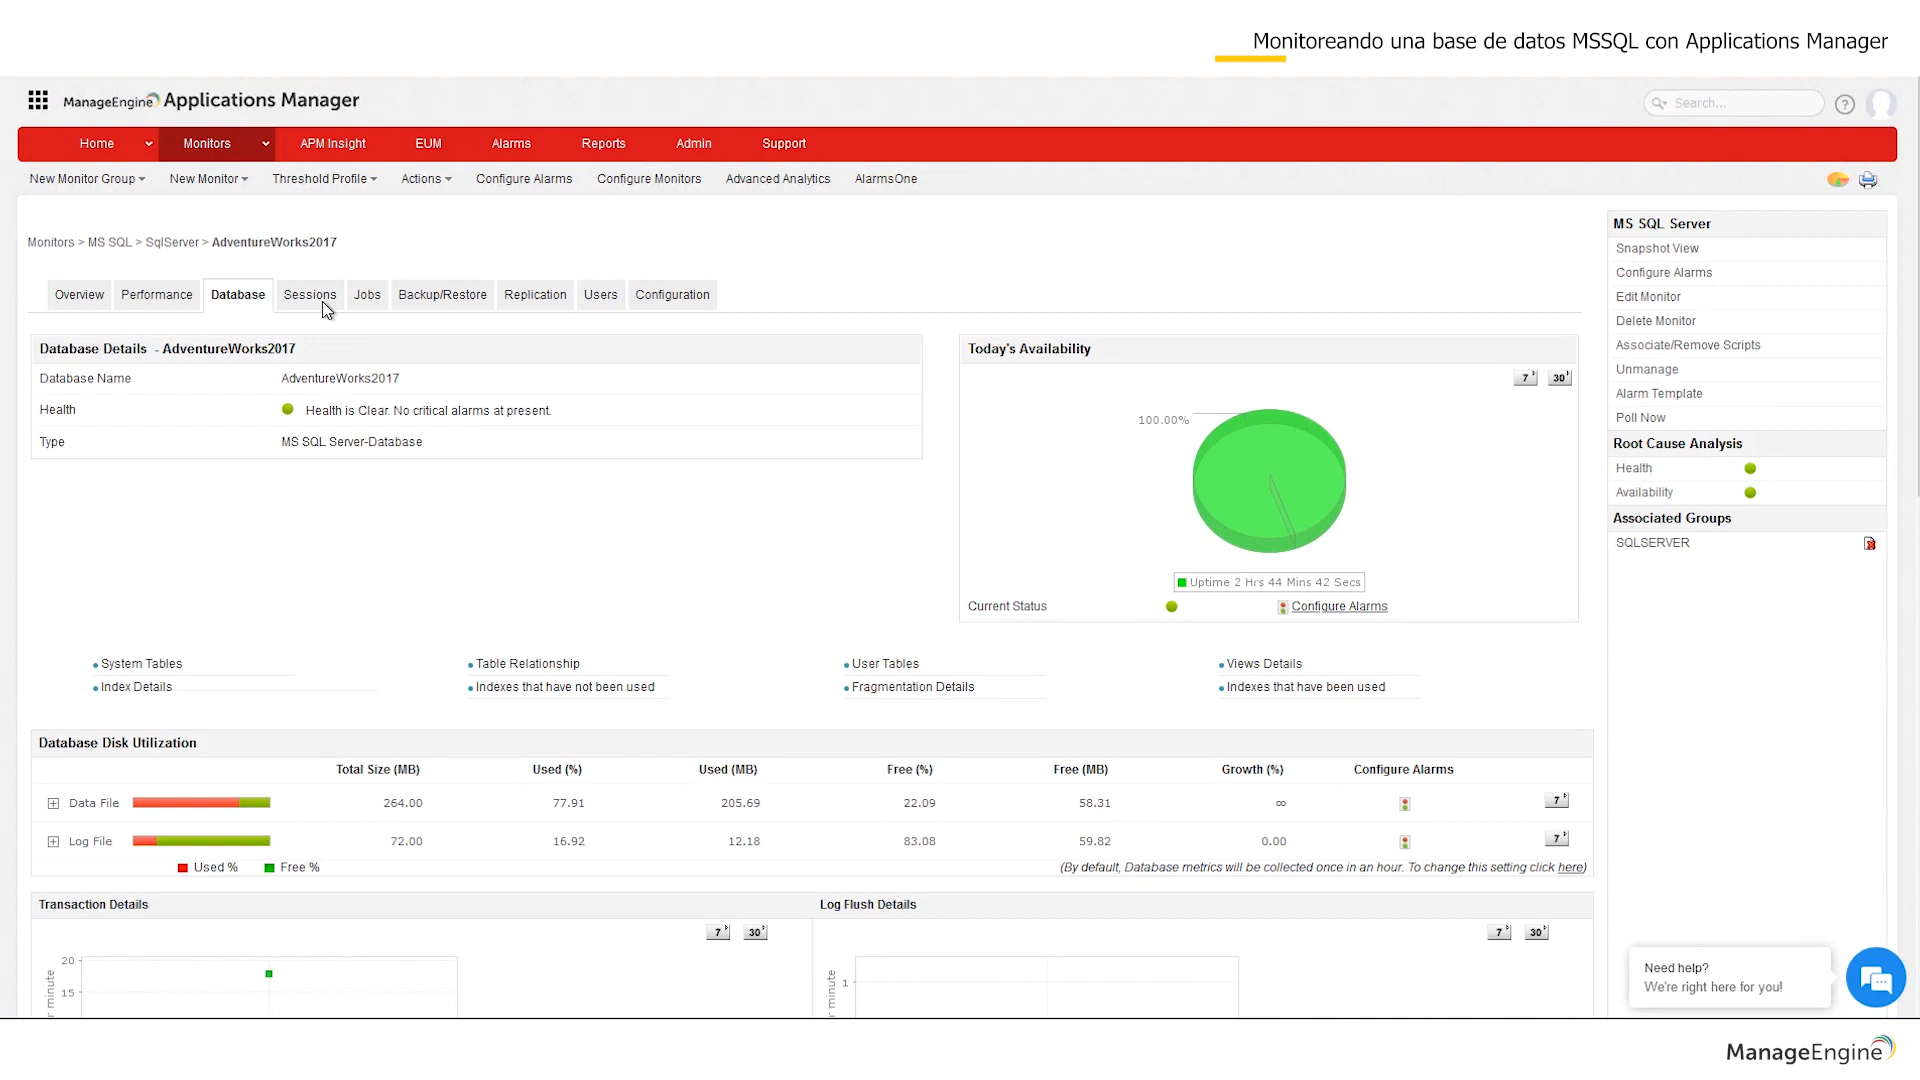 Monitoreando una base de datos MSSQL con Applications Manager
ManageEngine Applications Manager
Search...
?
Home Monitors APM Insight EUM Alarms Reports Admin Support
New Monitor Group New Monitor Threshold Profile Actions Configure Alarms Configure Monitors Advanced Analytics AlarmsOne
Monitors > MS SQL > SqlServer > AdventureWorks2017
Overview Performance Database Sessions Jobs Backup/Restore Replication Users Configuration
Database Details - AdventureWorks2017
Database Name AdventureWorks2017
Health Health is Clear. No critical alarms at present.
Type MS SQL Server-Database
Today's Availability
7 30
100.00%
Uptime 2 Hrs 44 Mins 42 Secs
Current Status Configure Alarms
MS SQL Server
Snapshot View
Configure Alarms
Edit Monitor
Delete Monitor
Associate/Remove Scripts
Unmanage
Alarm Template
Poll Now
Root Cause Analysis
Health
Availability
Associated Groups
SQLSERVER
System Tables Table Relationship User Tables Views Details
Index Details Indexes that have not been used Fragmentation Details Indexes that have been used
Database Disk Utilization
Total Size (MB) Used (%) Used (MB) Free (%) Free (MB) Growth (%) Configure Alarms
Data File 264.00 77.91 205.69 22.09 58.31 ∞ 7
Log File 72.00 16.92 12.18 83.08 59.82 0.00 7
Used % Free %
(By default, Database metrics will be collected once in an hour. To change this setting click here)
Transaction Details
7 30
20
15
r minute
Log Flush Details
7 30
1
r minute
Need help?
We're right here for you!
ManageEngine